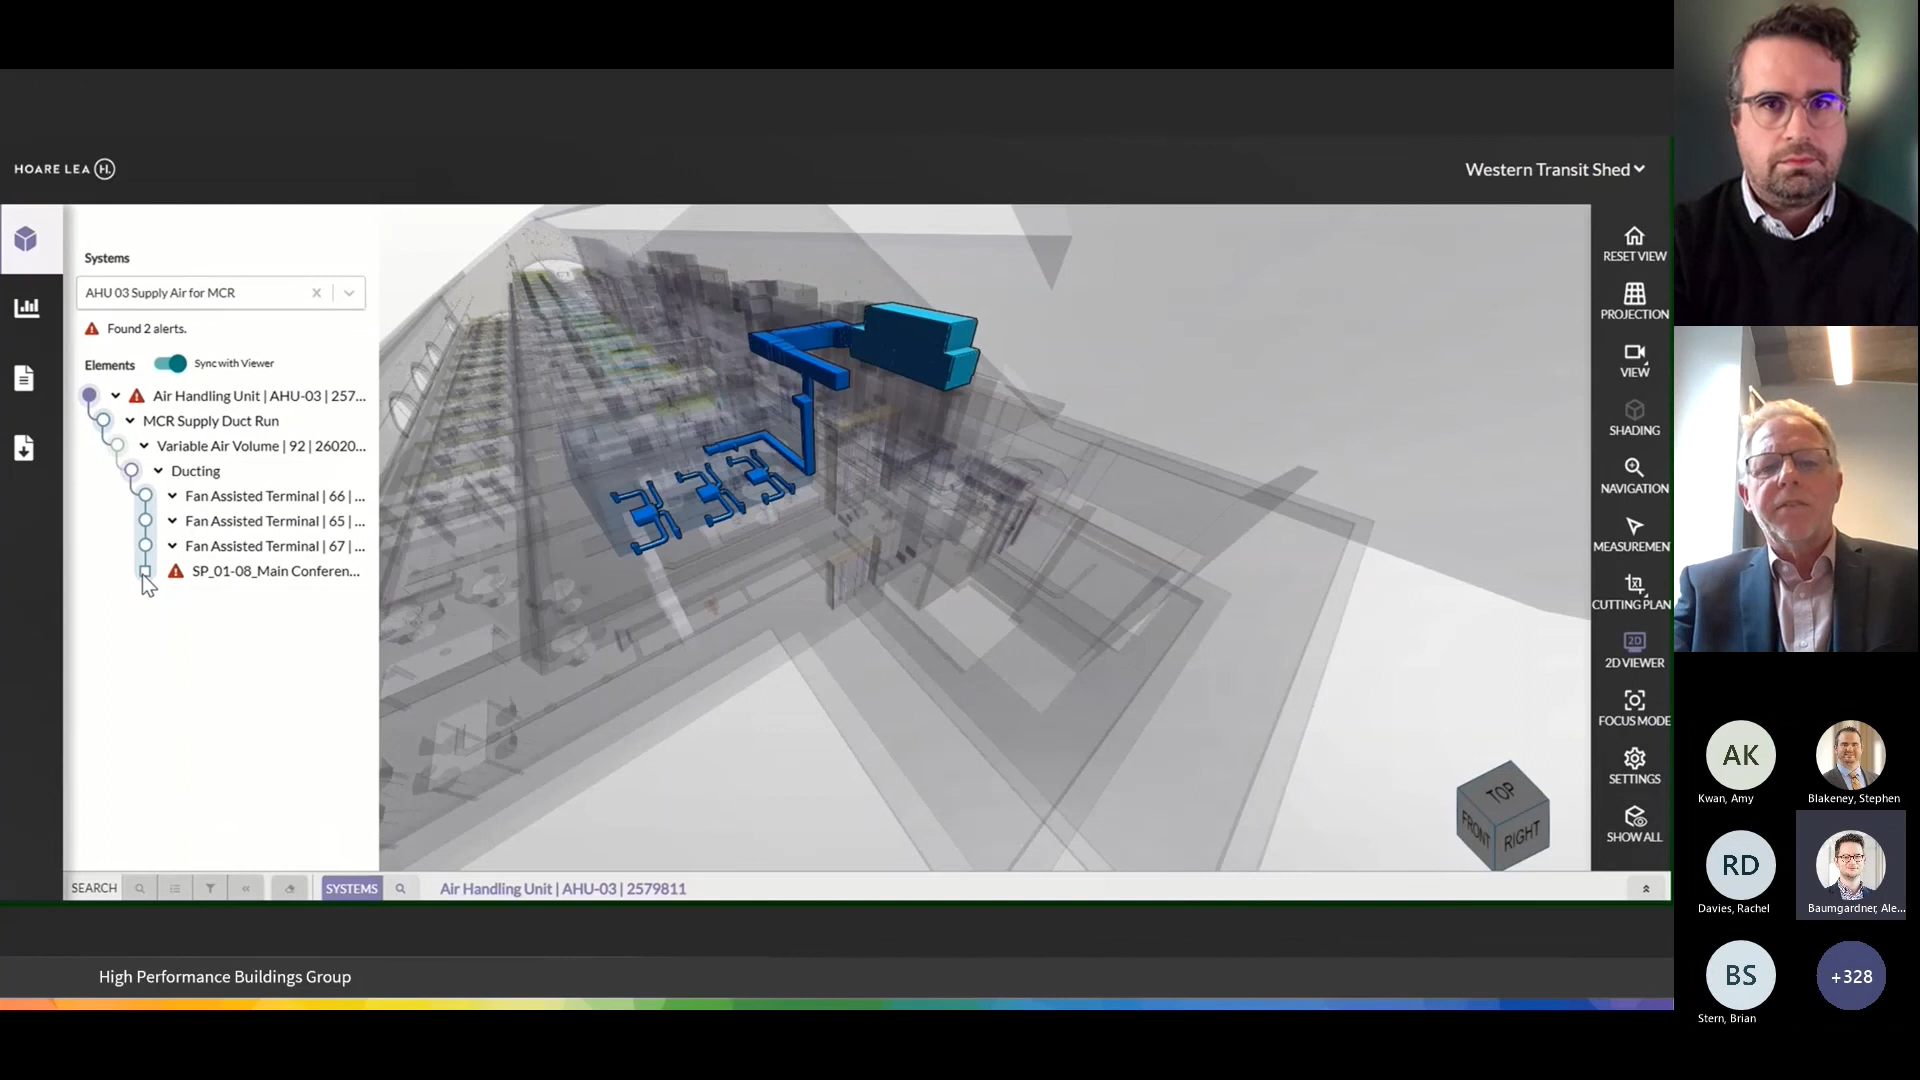 HOARE LEA H.
Western Transit Shed
Systems
AHU 03 Supply Air for MCR
Found 2 alerts.
Elements
Sync with Viewer
Air Handling Unit | AHU-03 | 257...
MCR Supply Duct Run
Variable Air Volume | 92 | 26020...
Ducting
Fan Assisted Terminal | 66 | ...
Fan Assisted Terminal | 65 | ...
Fan Assisted Terminal | 67 | ...
SP_01-08_Main Conferen...
RESET VIEW
PROJECTION
VIEW
SHADING
NAVIGATION
MEASUREMEN
CUTTING PLAN
2D
2D VIEWER
FOCUS MODE
SETTINGS
SHOW ALL
TOP
FRONT
RIGHT
SEARCH
SYSTEMS
Air Handling Unit | AHU-03 | 2579811
High Performance Buildings Group
AK
Kwan, Amy
Blakeney, Stephen
RD
Davies, Rachel
Baumgardner, Ale...
BS
Stern, Brian
+328